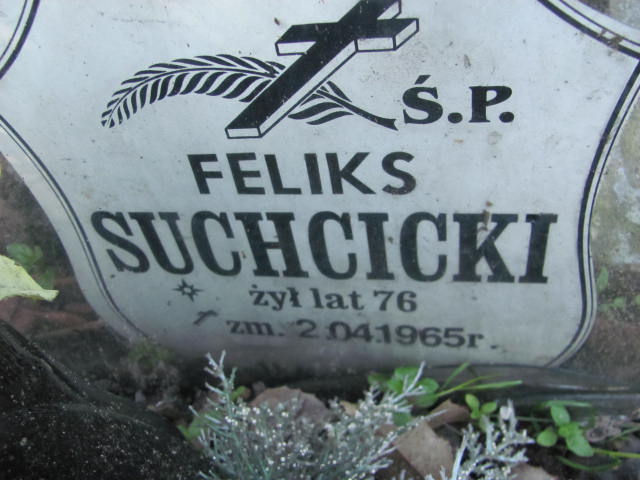 Ś.P.
FELIKS
SUCHCICKI
żył lat 76
zm. 2.04.1965r.